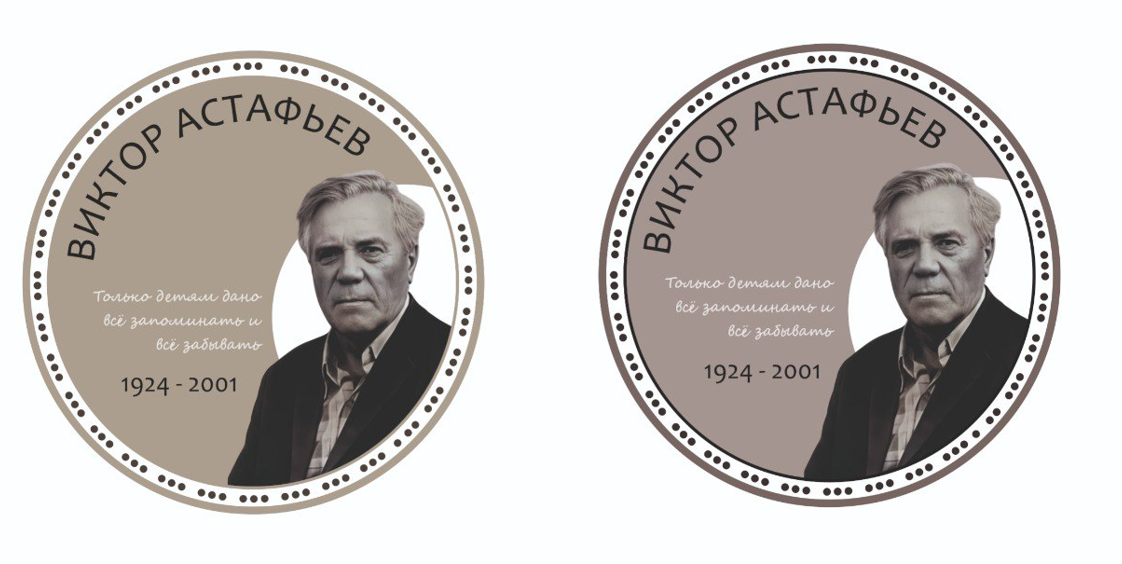 ВИКТОР АСТАФЬЕВ
Только детям дано
всё запоминать и
всё забывать
1924 - 2001
ВИКТОР АСТАФЬЕВ
Только детям дано
всё запоминать и
всё забывать
1924 - 2001